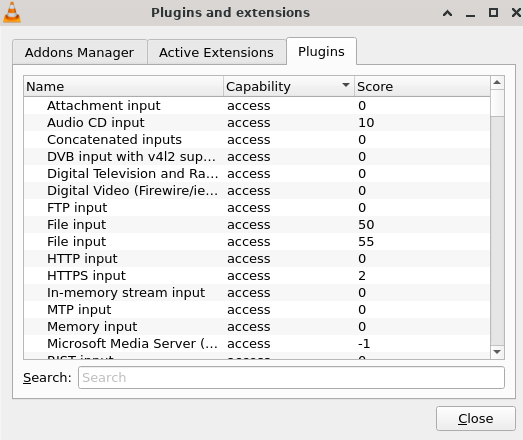 Plugins and extensions
Addons Manager Active Extensions Plugins
Name Capability Score
Attachment input access 0
Audio CD input access 10
Concatenated inputs access 0
DVB input with v4l2 sup... access 0
Digital Television and Ra... access 0
Digital Video (Firewire/ie... access 0
FTP input access 0
File input access 50
File input access 55
HTTP input access 0
HTTPS input access 2
In-memory stream input access 0
MTP input access 0
Memory input access 0
Microsoft Media Server (... access -1
RIST input access 0
Search: Search
Close